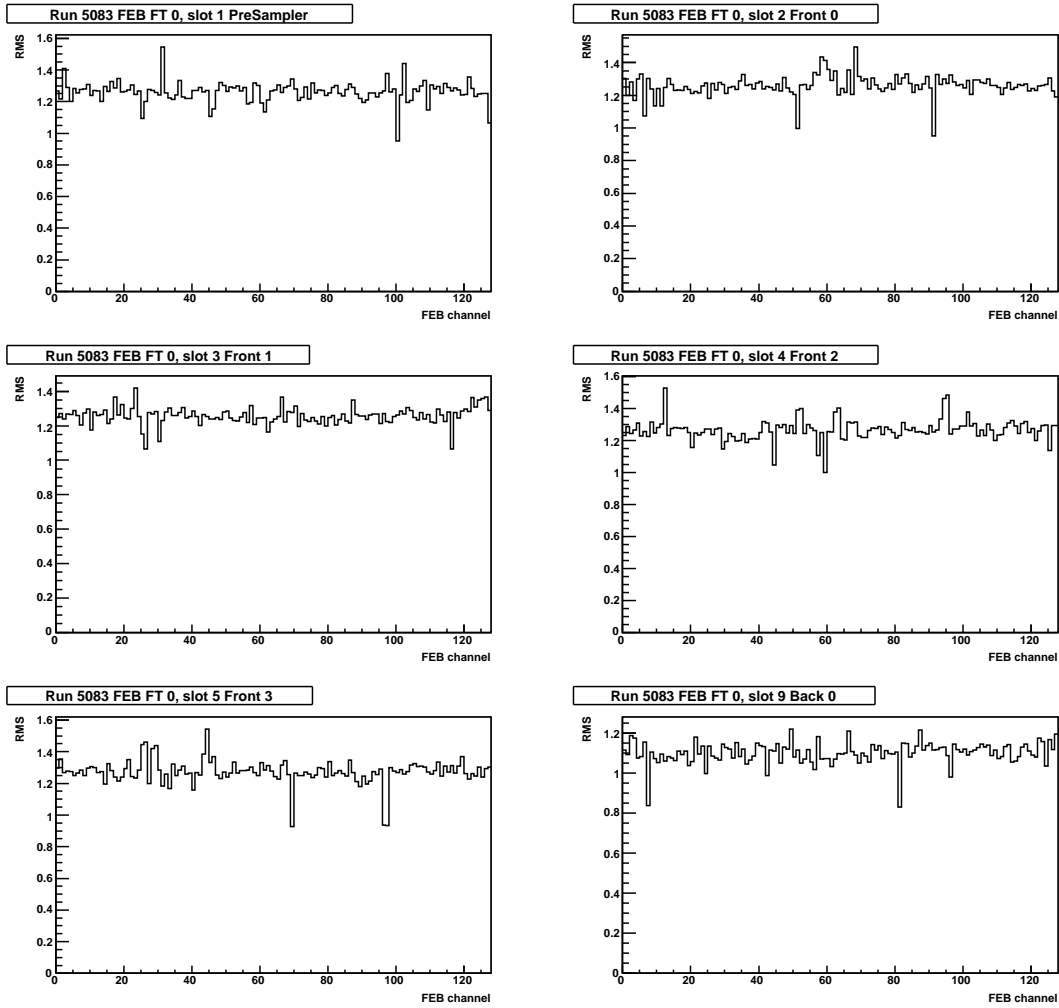 Run 5083 FEB FT 0, slot 1 PreSampler
RMS
1.6
1.4
1.2
1
0.8
0.6
0.4
0.2
0
0 20 40 60 80 100 120
FEB channel
Run 5083 FEB FT 0, slot 2 Front 0
RMS
1.4
1.2
1
0.8
0.6
0.4
0.2
0
0 20 40 60 80 100 120
FEB channel
Run 5083 FEB FT 0, slot 3 Front 1
RMS
1.4
1.2
1
0.8
0.6
0.4
0.2
0
0 20 40 60 80 100 120
FEB channel
Run 5083 FEB FT 0, slot 4 Front 2
RMS
1.6
1.4
1.2
1
0.8
0.6
0.4
0.2
0
0 20 40 60 80 100 120
FEB channel
Run 5083 FEB FT 0, slot 5 Front 3
RMS
1.6
1.4
1.2
1
0.8
0.6
0.4
0.2
0
0 20 40 60 80 100 120
FEB channel
Run 5083 FEB FT 0, slot 9 Back 0
RMS
1.2
1
0.8
0.6
0.4
0.2
0
0 20 40 60 80 100 120
FEB channel